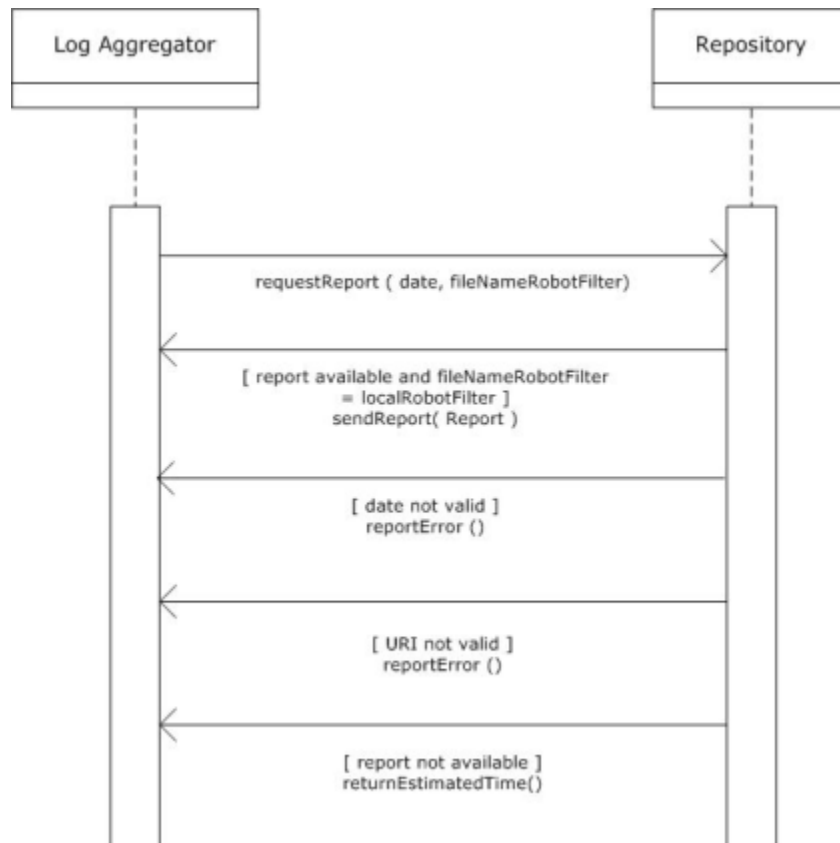 Log Aggregator
Repository
requestReport ( date, fileNameRobotFilter)
[ report available and fileNameRobotFilter
= localRobotFilter ]
sendReport( Report )
[ date not valid ]
reportError ()
[ URI not valid ]
reportError ()
[ report not available ]
returnEstimatedTime()